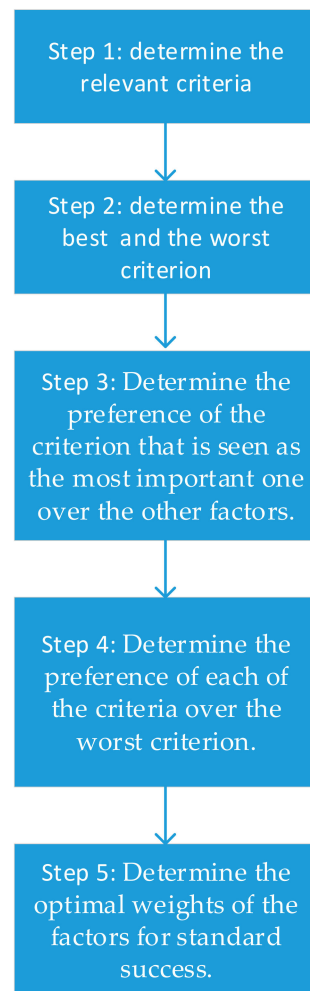 Step 1: determine the
relevant criteria
Step 2: determine the
best and the worst
criterion
Step 3: Determine the
preference of the
criterion that is seen as
the most important one
over the other factors.
Step 4: Determine the
preference of each of
the criteria over the
worst criterion.
Step 5: Determine the
optimal weights of the
factors for standard
success.